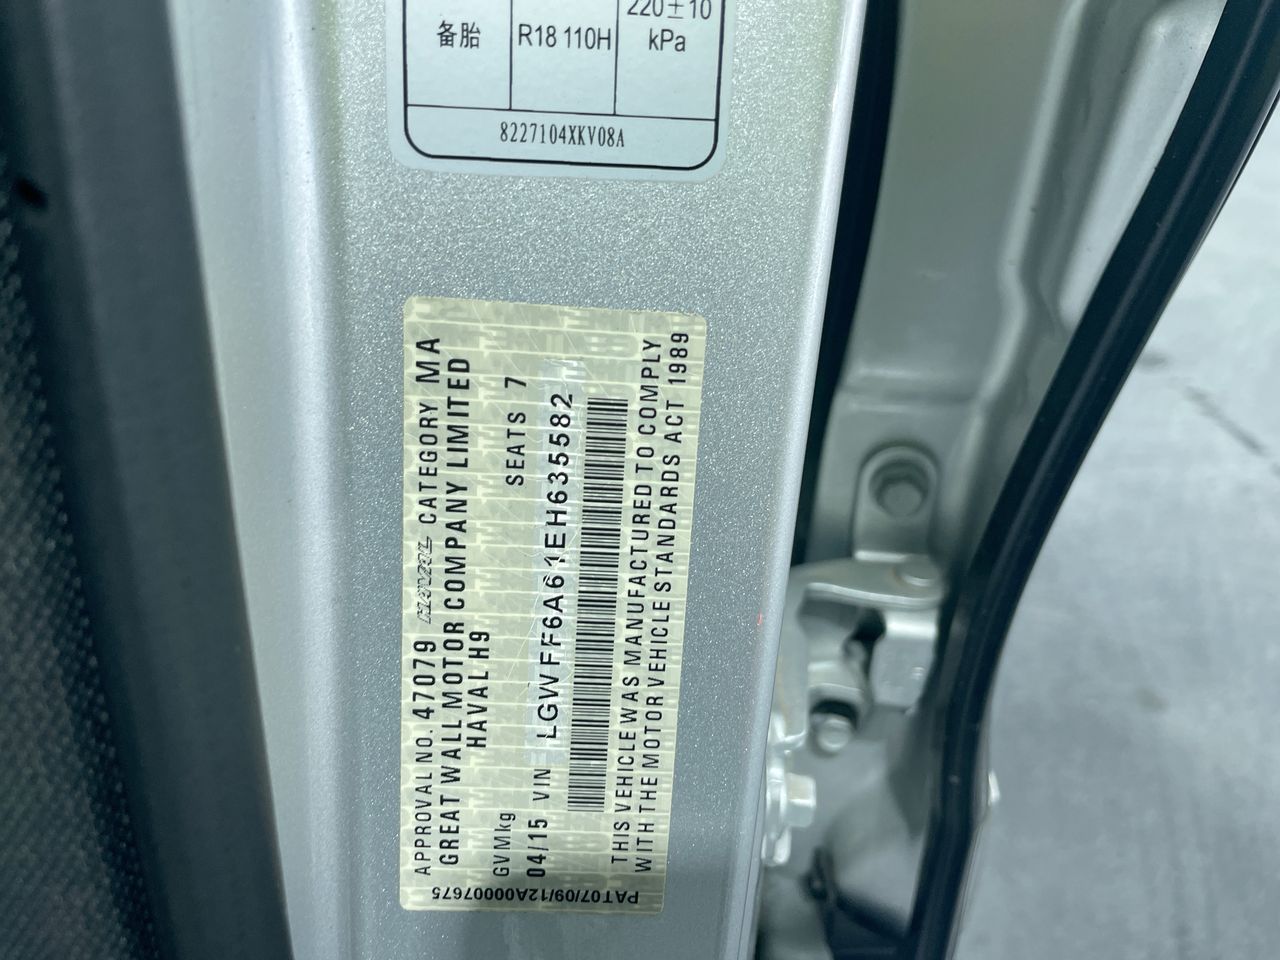 备胎
R18 110H
220±10
kPa
8227104XKV08A
APPROVAL NO. 47079 HAVAL CATEGORY MA
GREAT WALL MOTOR COMPANY LIMITED
HAVAL H9
GVMkg SEATS 7
04/15 VIN LGWFF6A61EH635582
THIS VEHICLE WAS MANUFACTURED TO COMPLY
WITH THE MOTOR VEHICLE STANDARDS ACT 1989
PAT07/09/12A00007675